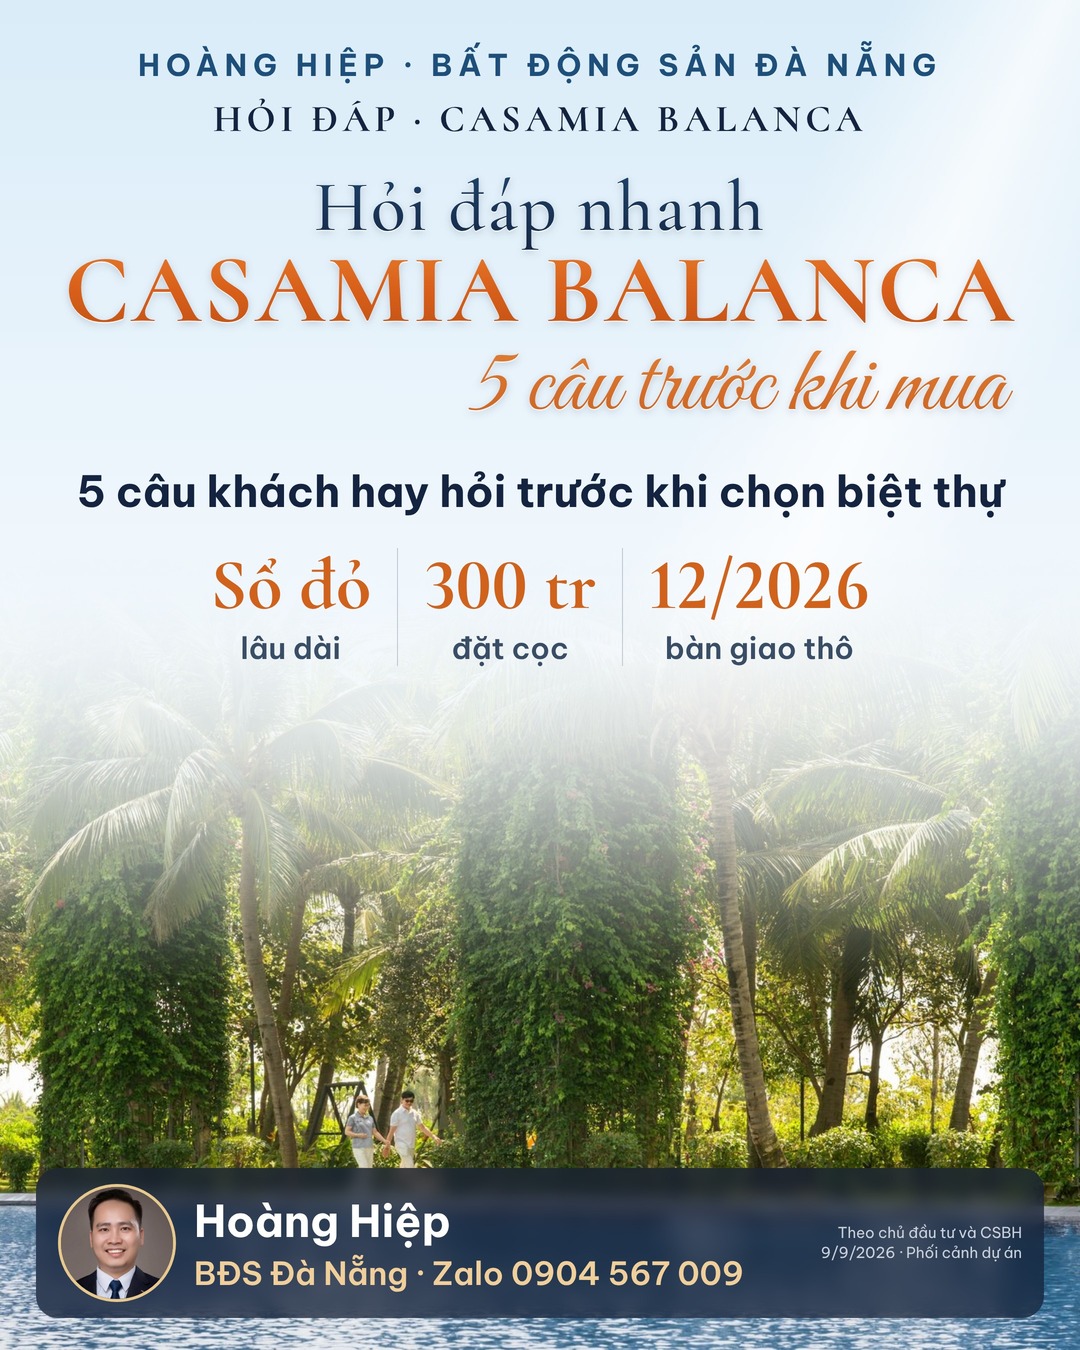 HOÀNG HIỆP · BẤT ĐỘNG SẢN ĐÀ NẴNG
HỎI ĐÁP · CASAMIA BALANCA
Hỏi đáp nhanh
CASAMIA BALANCA
5 câu trước khi mua
5 câu khách hay hỏi trước khi chọn biệt thự
Sổ đỏ 300 tr 12/2026
lâu dài đặt cọc bàn giao thô
Hoàng Hiệp
BĐS Đà Nẵng · Zalo 0904 567 009
Theo chủ đầu tư và CSBH
9/9/2026 · Phối cảnh dự án